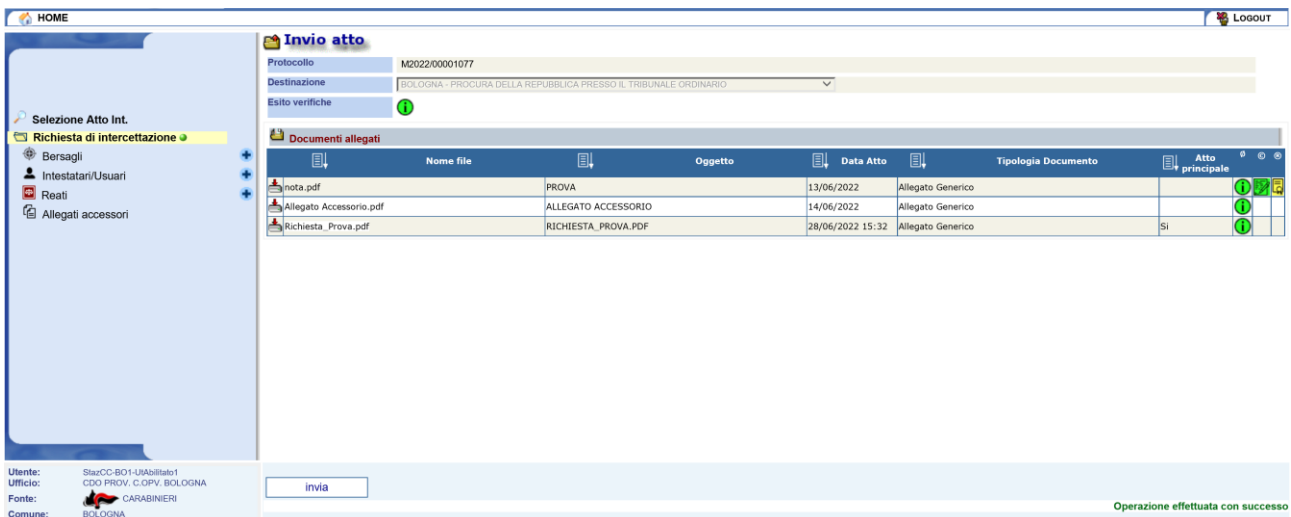 HOME
LOGOUT
Invio atto
Protocollo M2022/00001077
Destinazione BOLOGNA - PROCURA DELLA REPUBBLICA PRESSO IL TRIBUNALE ORDINARIO
Esito verifiche
Selezione Atto Int.
Richiesta di intercettazione
Bersagli
Intestatari/Usuari
Reati
Allegati accessori
Documenti allegati
Nome file Oggetto Data Atto Tipologia Documento Atto principale
nota.pdf PROVA 13/06/2022 Allegato Generico
Allegato Accessorio.pdf ALLEGATO ACCESSORIO 14/06/2022 Allegato Generico
Richiesta_Prova.pdf RICHIESTA_PROVA.PDF 28/06/2022 15:32 Allegato Generico Si
Utente: StazCC-BO1-UtAbilitato1
Ufficio: CDO PROV. C.OPV. BOLOGNA
Fonte: CARABINIERI
Comune: BOLOGNA
invia
Operazione effettuata con successo